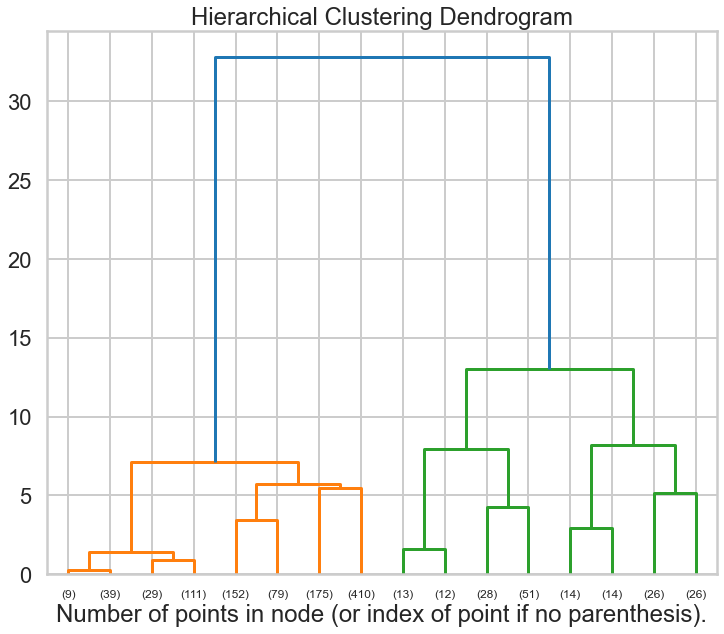 Hierarchical Clustering Dendrogram
30
25
20
15
10
5
0
(9) (39) (29) (111) (152) (79) (175) (410) (13) (12) (28) (51) (14) (14) (26) (26)
Number of points in node (or index of point if no parenthesis).